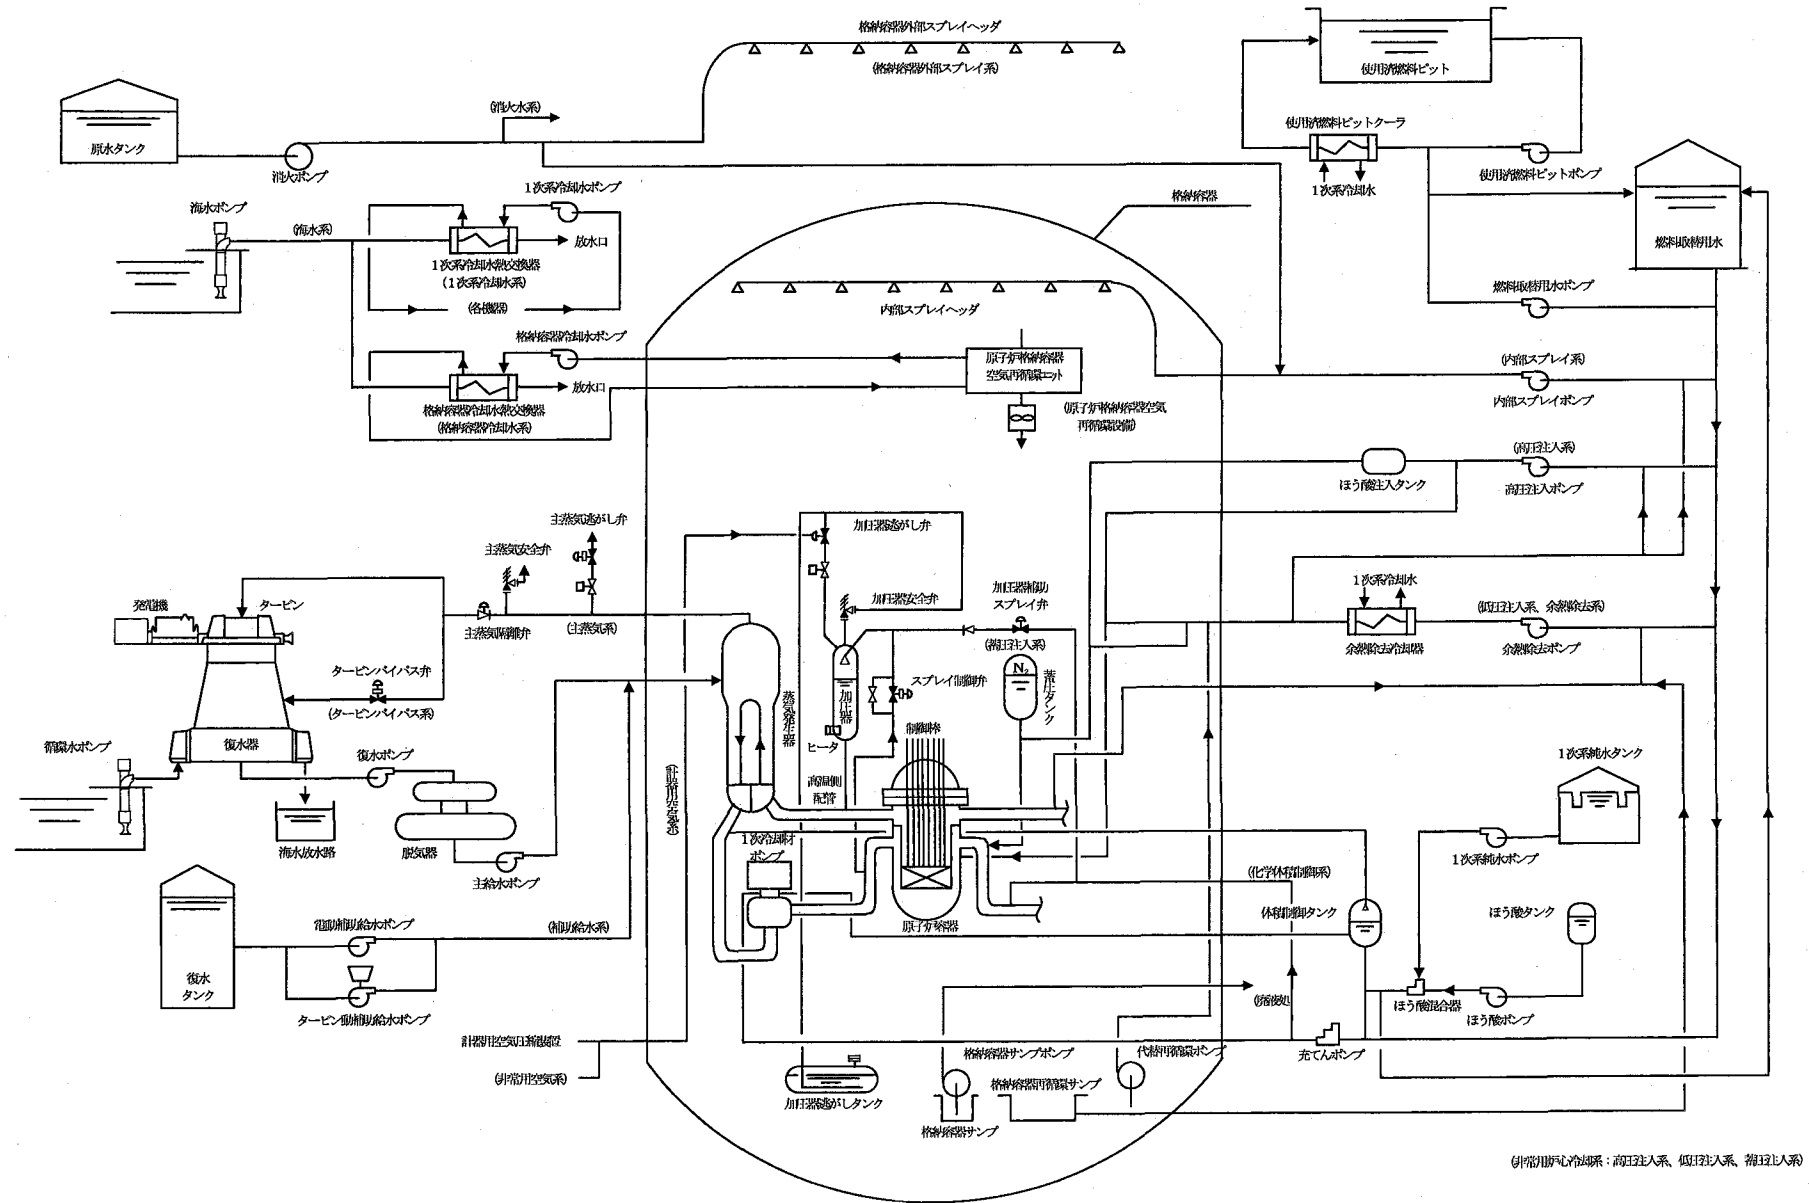 格納容器外部スプレイヘッダ
(格納容器外部スプレイ系)
使用済燃料ピット
(消火水系)
原水タンク
消火ポンプ
使用済燃料ピットクーラ
1次系冷却水
使用済燃料ピットポンプ
燃料取替用水
1次系冷却水ポンプ
海水ポンプ
(海水系)
放水口
1次系冷却水熱交換器
(1次系冷却水系)
(各機器)
格納容器
内部スプレイヘッダ
燃料取替用水ポンプ
格納容器冷却水ポンプ
放水口
格納容器冷却水熱交換器
(格納容器冷却水系)
原子炉格納容器
空気再循環ユニット
(原子炉格納容器空気
再循環設備)
(内部スプレイ系)
内部スプレイポンプ
(高圧注入系)
ほう酸注入タンク
高圧注入ポンプ
主蒸気逃がし弁
主蒸気安全弁
加圧器逃がし弁
加圧器安全弁
加圧器補助
スプレイ弁
1次系冷却水
(低圧注入系、余熱除去系)
発電機
タービン
主蒸気隔離弁
(主蒸気系)
(蓄圧注入系)
余熱除去冷却器
余熱除去ポンプ
タービンバイパス弁
(タービンバイパス系)
N2
蓄圧タンク
スプレイ制御弁
加圧器
蒸気発生器
ヒータ
制御棒
循環水ポンプ
復水器
復水ポンプ
海水放水路
脱気器
主給水ポンプ
(計器用空気系)
高温側
配管
1次冷却材
ポンプ
1次系純水タンク
1次系純水ポンプ
(化学体積制御系)
体積制御タンク
ほう酸タンク
原子炉容器
電動補助給水ポンプ
(補助給水系)
復水
タンク
タービン動補助給水ポンプ
(廃液処
ほう酸混合器
ほう酸ポンプ
計器用空気圧縮装置
(非常用空気系)
格納容器サンプポンプ
代替再循環ポンプ
充てんポンプ
加圧器逃がしタンク
格納容器再循環サンプ
格納容器サンプ
(非常用炉心冷却系：高圧注入系、低圧注入系、蓄圧注入系)